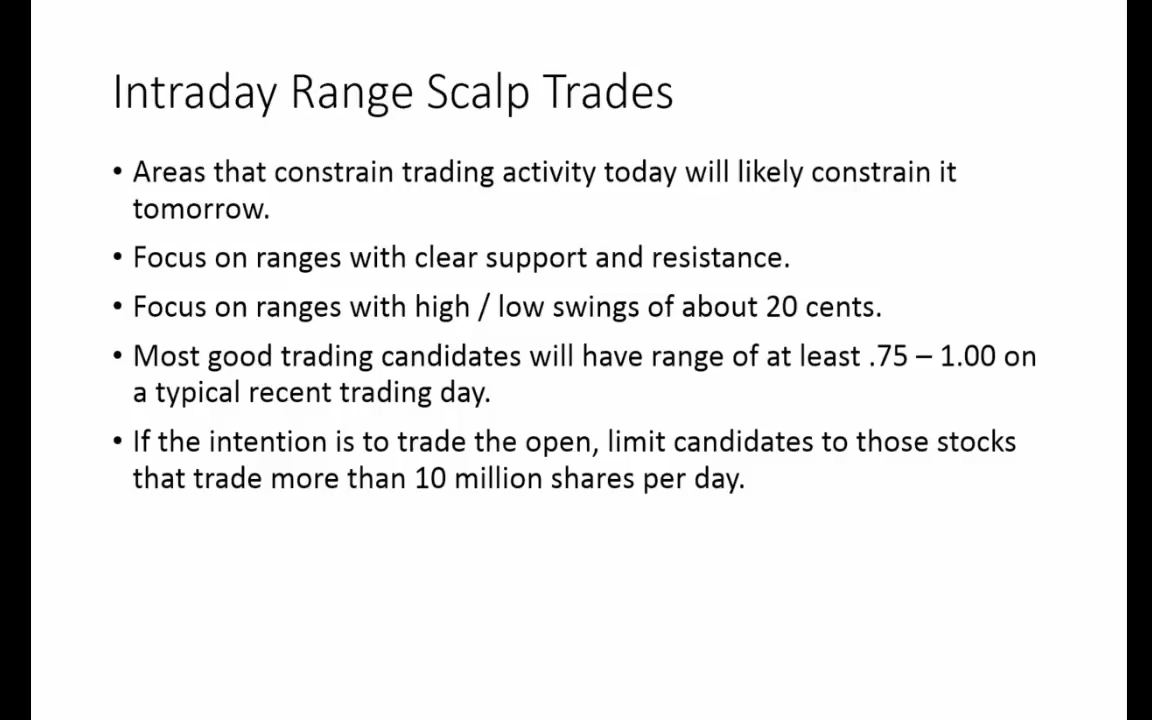 Intraday Range Scalp Trades
• Areas that constrain trading activity today will likely constrain it
tomorrow.
• Focus on ranges with clear support and resistance.
• Focus on ranges with high / low swings of about 20 cents.
• Most good trading candidates will have range of at least .75 – 1.00 on
a typical recent trading day.
• If the intention is to trade the open, limit candidates to those stocks
that trade more than 10 million shares per day.